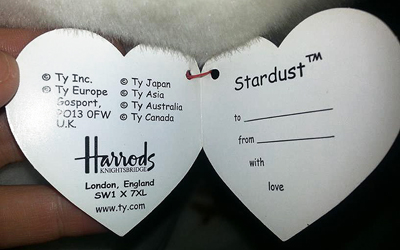 © Ty Inc.
© Ty Europe
Gosport,
PO13 0FW
U.K.
© Ty Japan
© Ty Asia
© Ty Australia
© Ty Canada
Harrods
KNIGHTSBRIDGE
London, England
SW1 X 7XL
www.ty.com
Stardust™
to
from
with
love